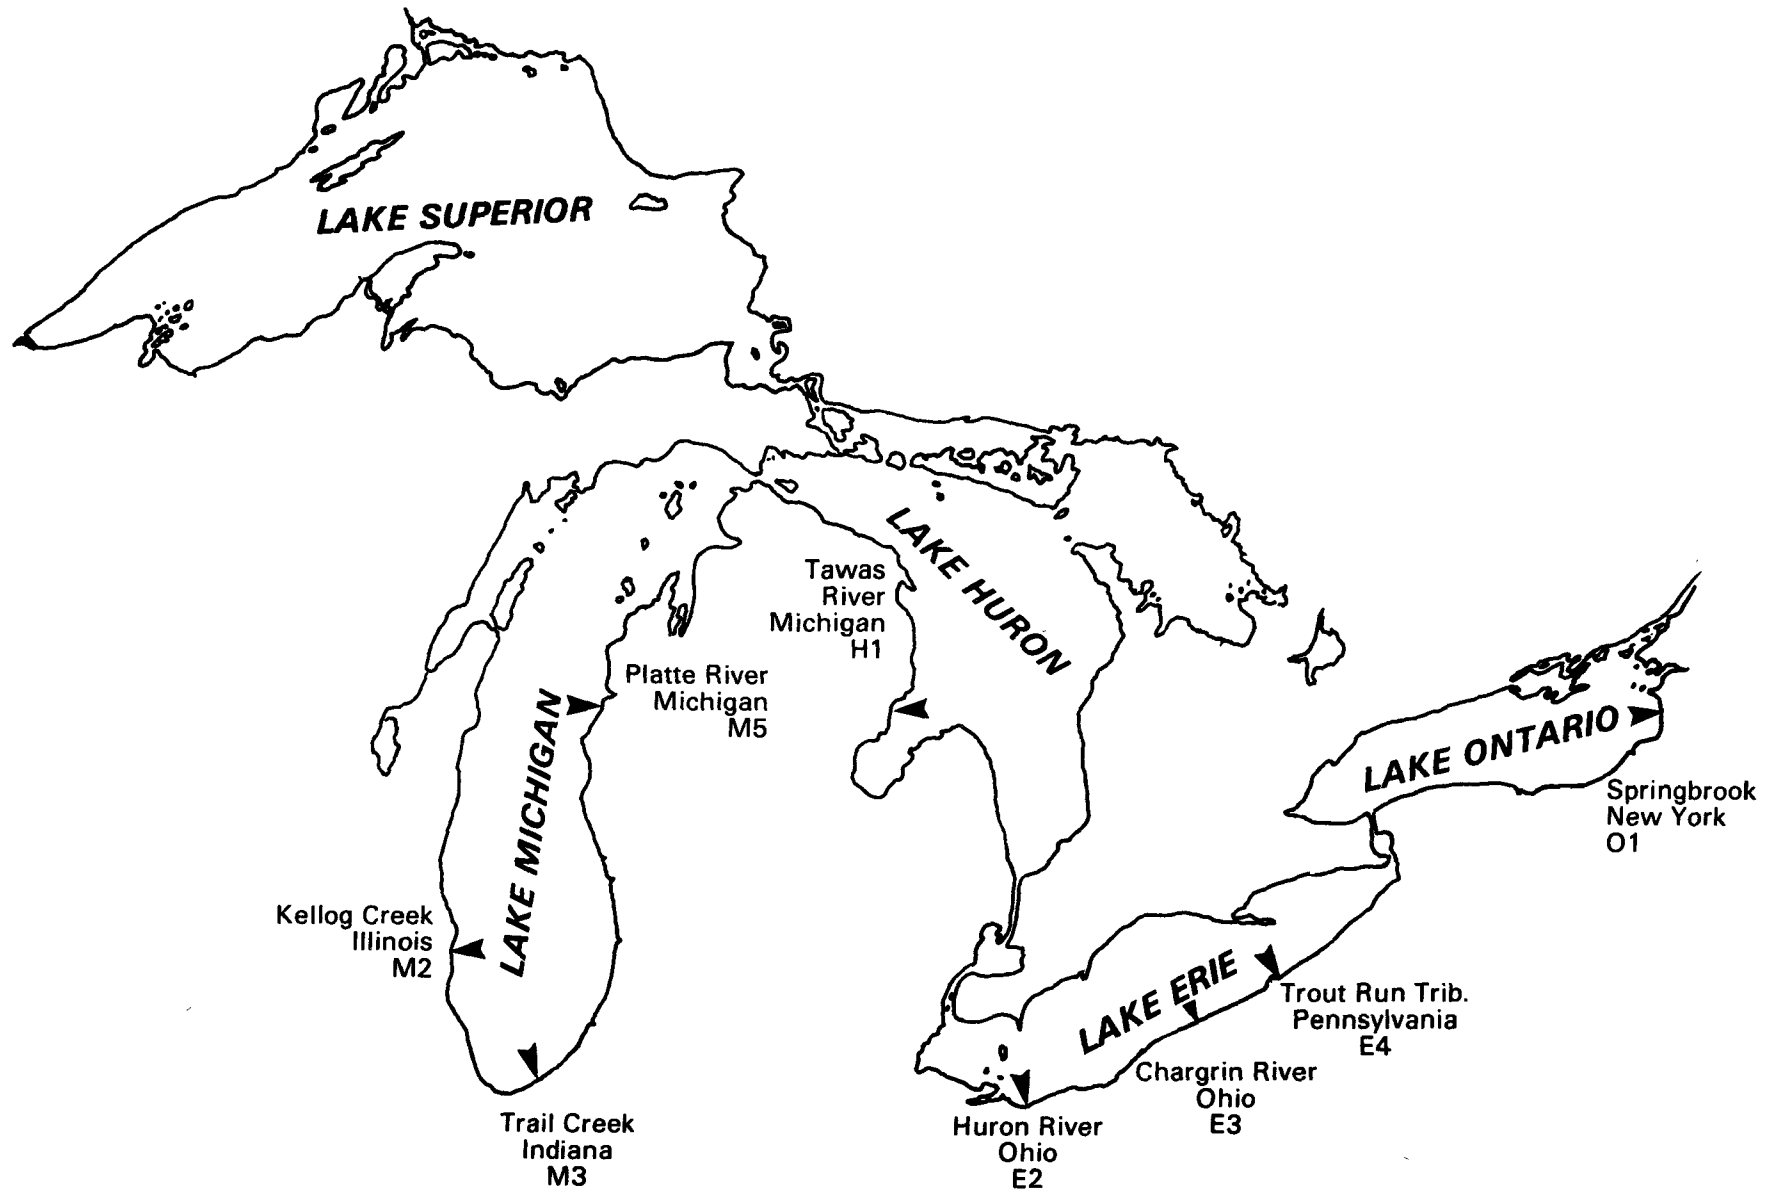 LAKE SUPERIOR
LAKE HURON
Tawas
River
Michigan
H1
Platte River
Michigan
M5
LAKE MICHIGAN
LAKE ONTARIO
Springbrook
New York
O1
Kellog Creek
Illinois
M2
LAKE ERIE
Trout Run Trib.
Pennsylvania
E4
Chargrin River
Ohio
E3
Trail Creek
Indiana
M3
Huron River
Ohio
E2